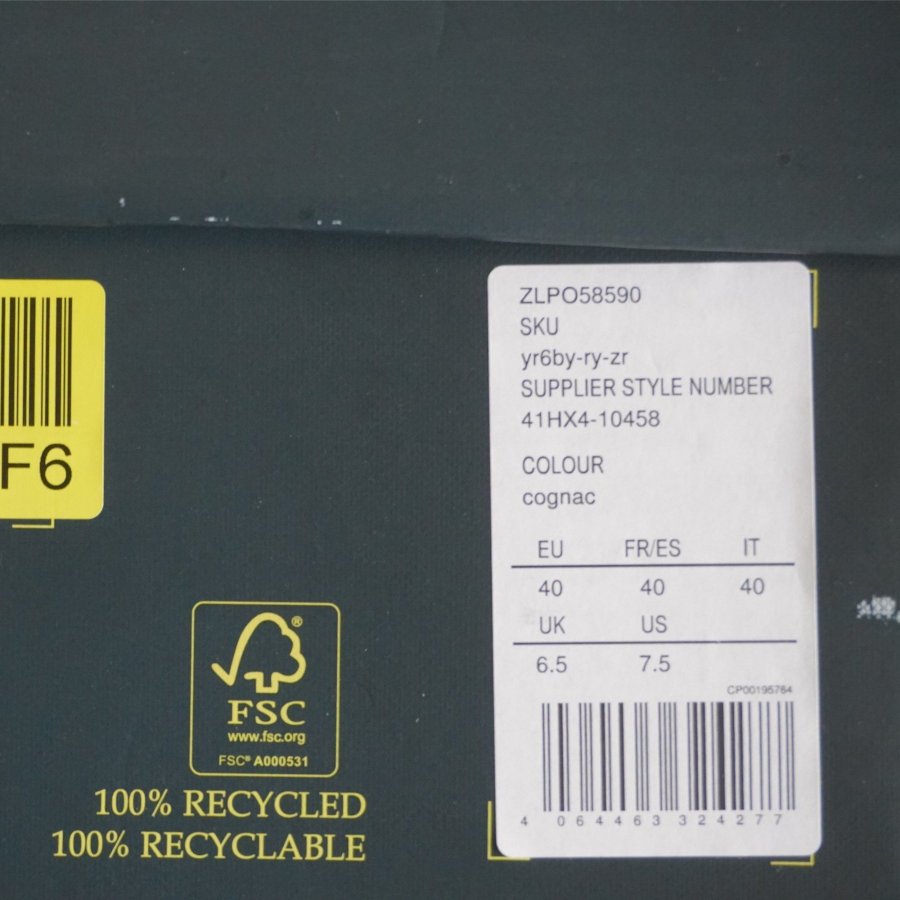 ZLPO58590
SKU
yr6by-ry-zr
SUPPLIER STYLE NUMBER
41HX4-10458
COLOUR
cognac
EU FR/ES IT
40 40 40
UK US
6.5 7.5
CP00195764
4 064463 324277
F6
FSC®
www.fsc.org
FSC® A000531
100% RECYCLED
100% RECYCLABLE